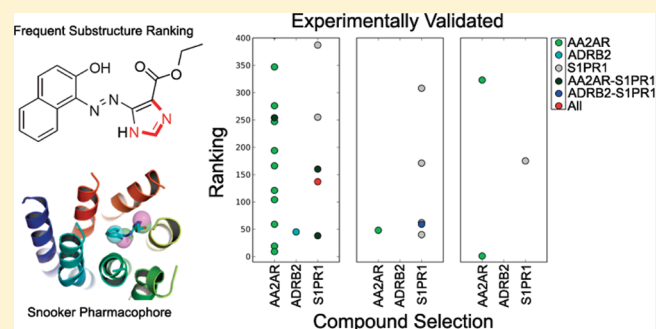 Frequent Substructure Ranking
OH
O
O
N
N
N
HN
Snooker Pharmacophore
Experimentally Validated
Ranking
400
350
300
250
200
150
100
50
0
AA2AR
ADRB2
S1PR1
AA2AR
ADRB2
S1PR1
AA2AR
ADRB2
S1PR1
Compound Selection
AA2AR
ADRB2
S1PR1
AA2AR-S1PR1
ADRB2-S1PR1
All